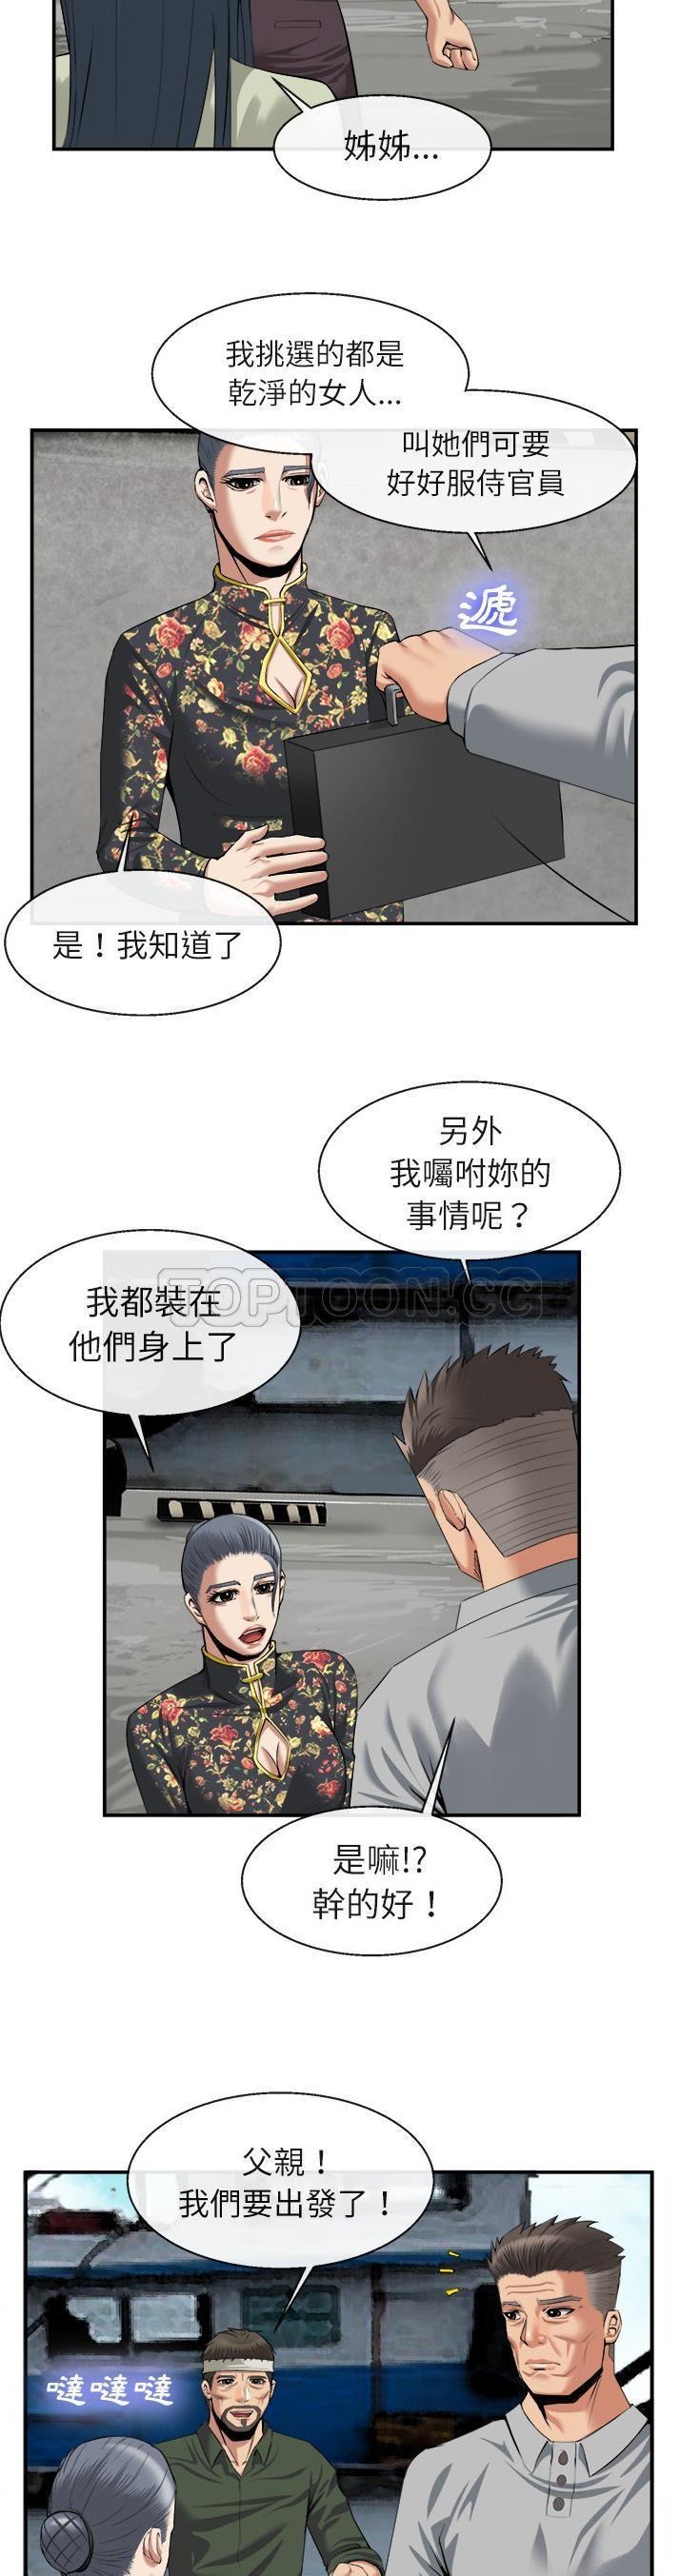 姊姊...
我挑選的都是
乾淨的女人...
叫她們可要
好好服侍官員
遞
是！我知道了
另外
我囑咐妳的
事情呢？
TOPTOON.CC
我都裝在
他們身上了
是嘛!?
幹的好！
父親！
我們要出發了！
噠噠噠